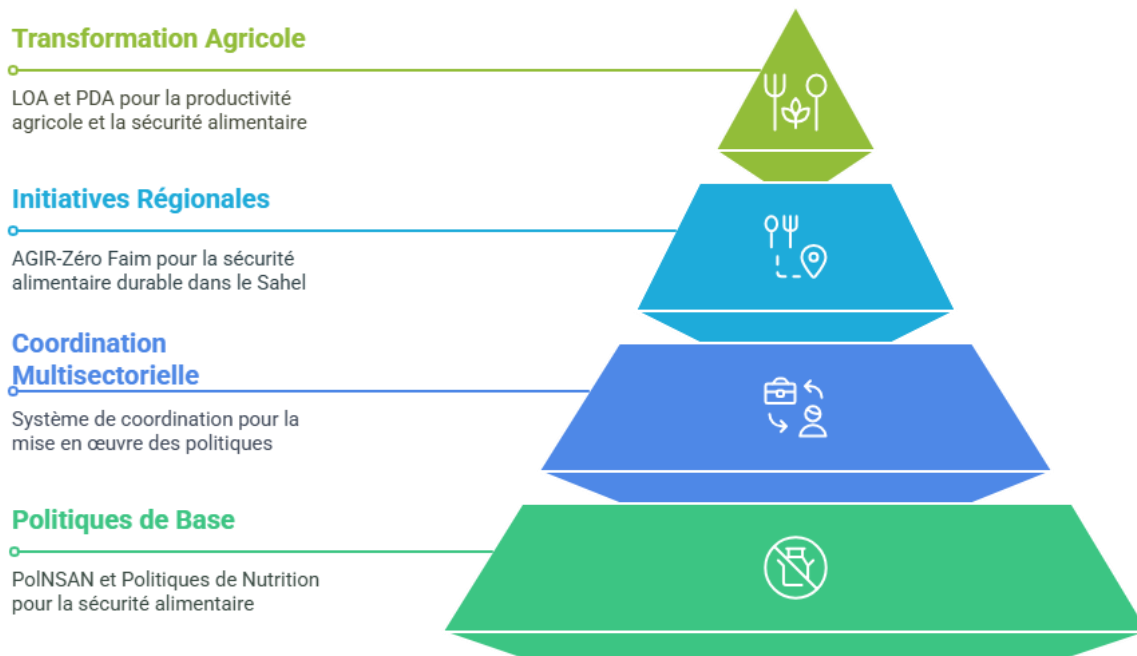 Transformation Agricole
LOA et PDA pour la productivité
agricole et la sécurité alimentaire
Initiatives Régionales
AGIR-Zéro Faim pour la sécurité
alimentaire durable dans le Sahel
Coordination
Multisectorielle
Système de coordination pour la
mise en œuvre des politiques
Politiques de Base
PolNSAN et Politiques de Nutrition
pour la sécurité alimentaire